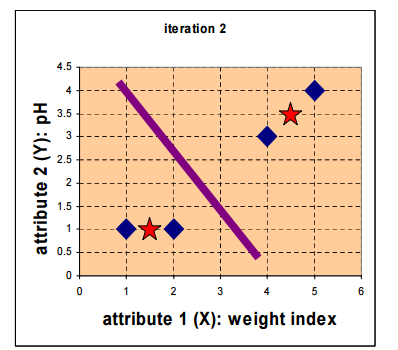 iteration 2
attribute 2 (Y): pH
4.5
4
3.5
3
2.5
2
1.5
1
0.5
0
0 1 2 3 4 5 6
attribute 1 (X): weight index